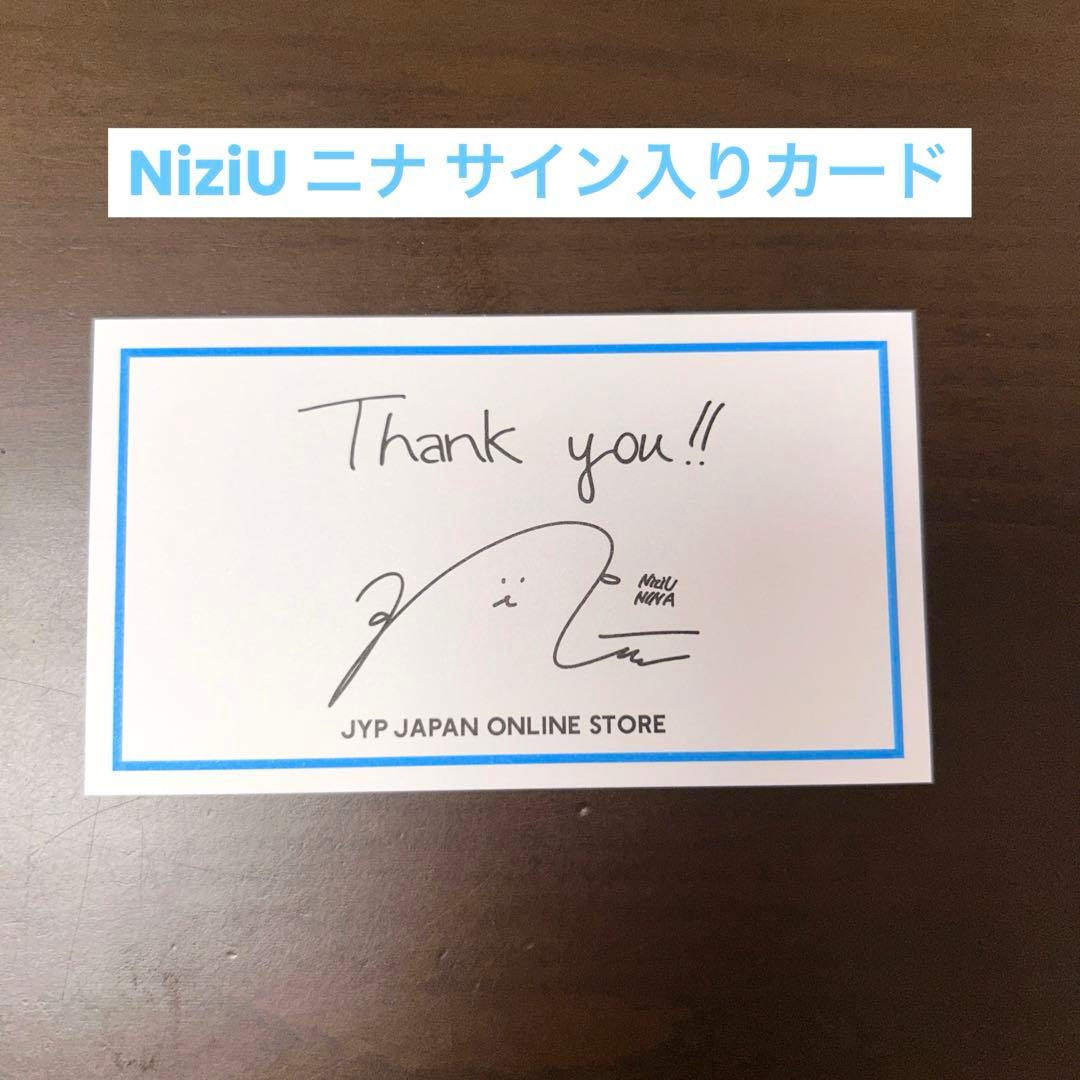 NiziU ニナ サイン入りカード
Thank you!!
NiziU
NINA
JYP JAPAN ONLINE STORE